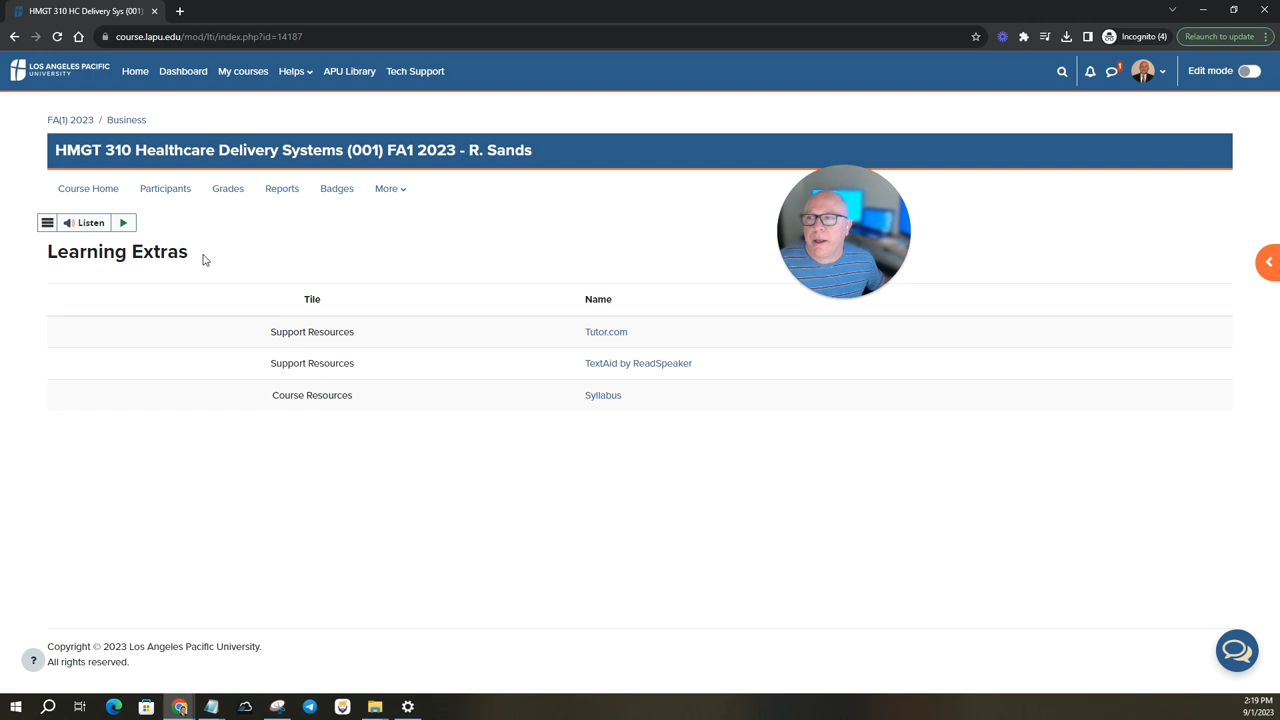 HMGT 310 HC Delivery Sys (001)
course.lapu.edu/mod/lti/index.php?id=14187
Incognito (4)
Relaunch to update
LOS ANGELES PACIFIC
UNIVERSITY
Home Dashboard My courses Helps APU Library Tech Support
1
Edit mode
FA(1) 2023 / Business
HMGT 310 Healthcare Delivery Systems (001) FA1 2023 - R. Sands
Course Home Participants Grades Reports Badges More
Listen
Learning Extras
Tile Name
Support Resources Tutor.com
Support Resources TextAid by ReadSpeaker
Course Resources Syllabus
Copyright © 2023 Los Angeles Pacific University.
? All rights reserved.
2:19 PM
9/1/2023